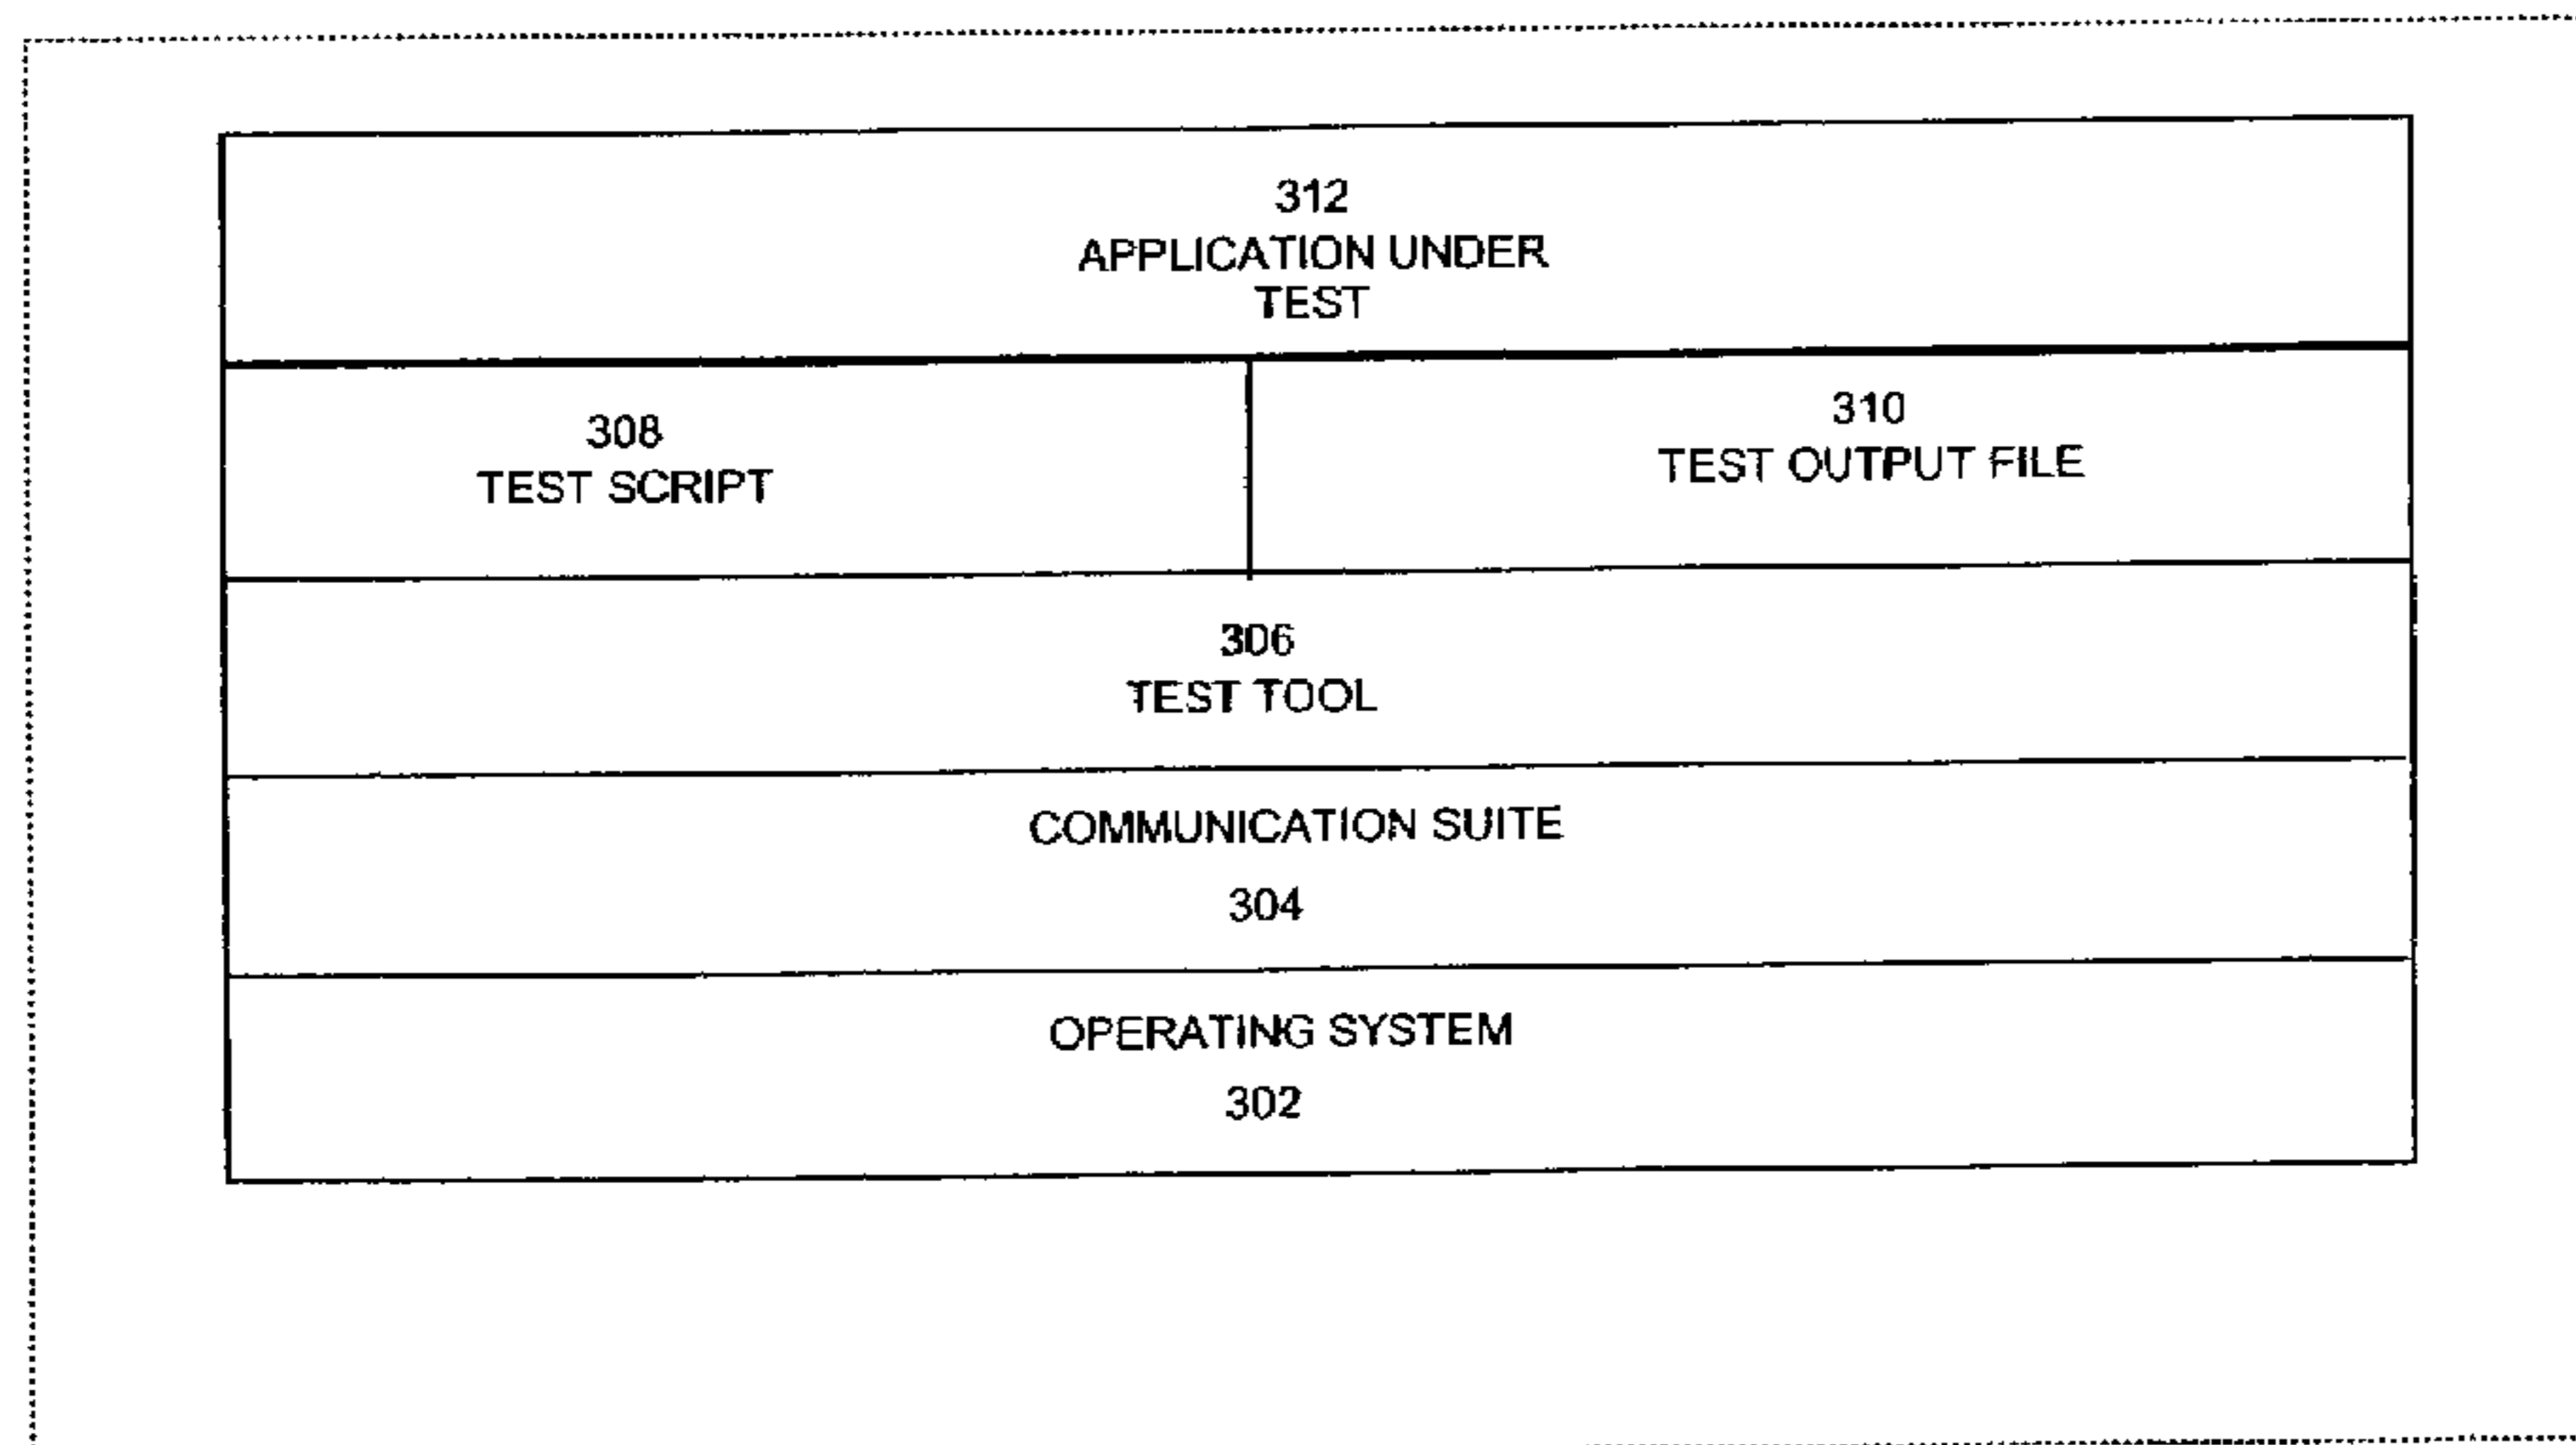 312
APPLICATION UNDER
TEST
308
TEST SCRIPT
310
TEST OUTPUT FILE
306
TEST TOOL
COMMUNICATION SUITE
304
OPERATING SYSTEM
302